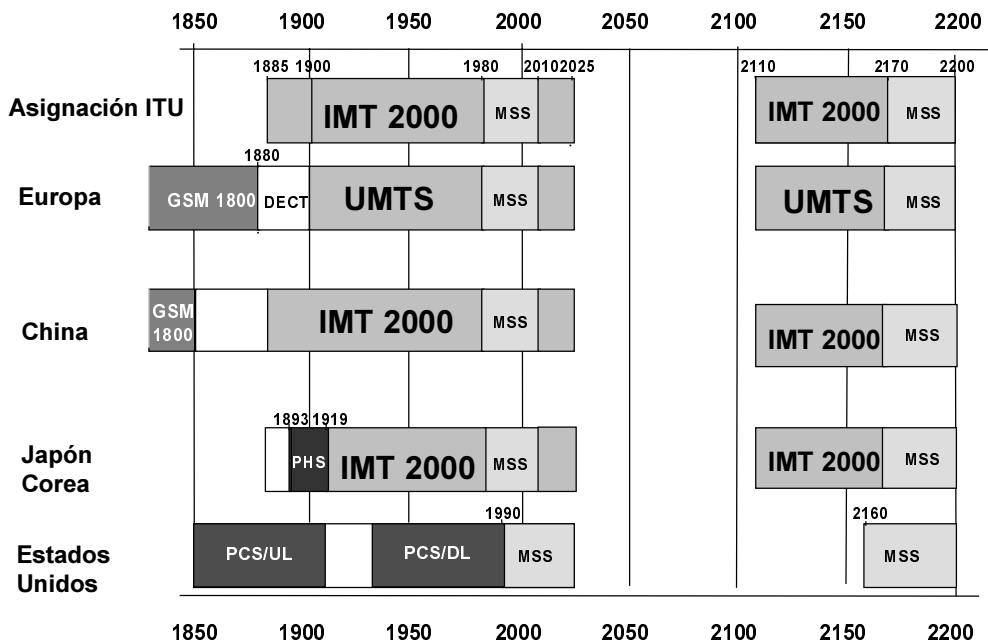 1850 1900 1950 2000 2050 2100 2150 2200
1885 1900 1980 2010 2025 2110 2170 2200
Asignación ITU
IMT 2000 MSS IMT 2000 MSS
1880
Europa
GSM 1800 DECT UMTS MSS UMTS MSS
China
GSM
1800
IMT 2000 MSS IMT 2000 MSS
1893 1919
Japón
Corea
PHS IMT 2000 MSS IMT 2000 MSS
1990 2160
Estados
Unidos
PCS/UL PCS/DL MSS MSS
1850 1900 1950 2000 2050 2100 2150 2200